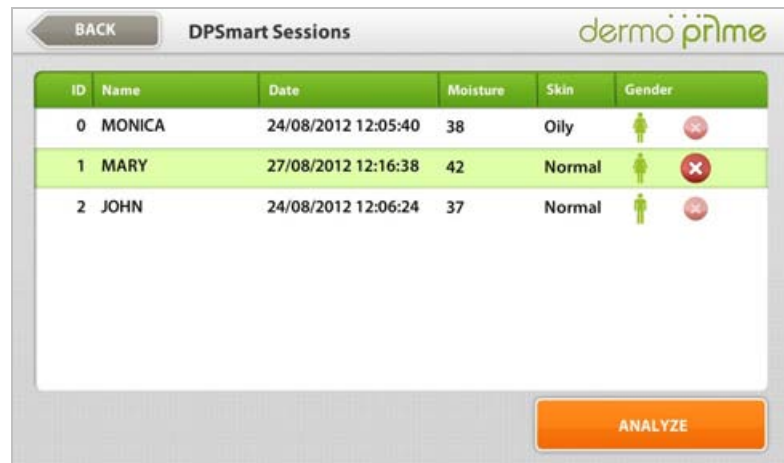 BACK DPSmart Sessions dermo prime
ID Name Date Moisture Skin Gender
0 MONICA 24/08/2012 12:05:40 38 Oily
1 MARY 27/08/2012 12:16:38 42 Normal
2 JOHN 24/08/2012 12:06:24 37 Normal
ANALYZE